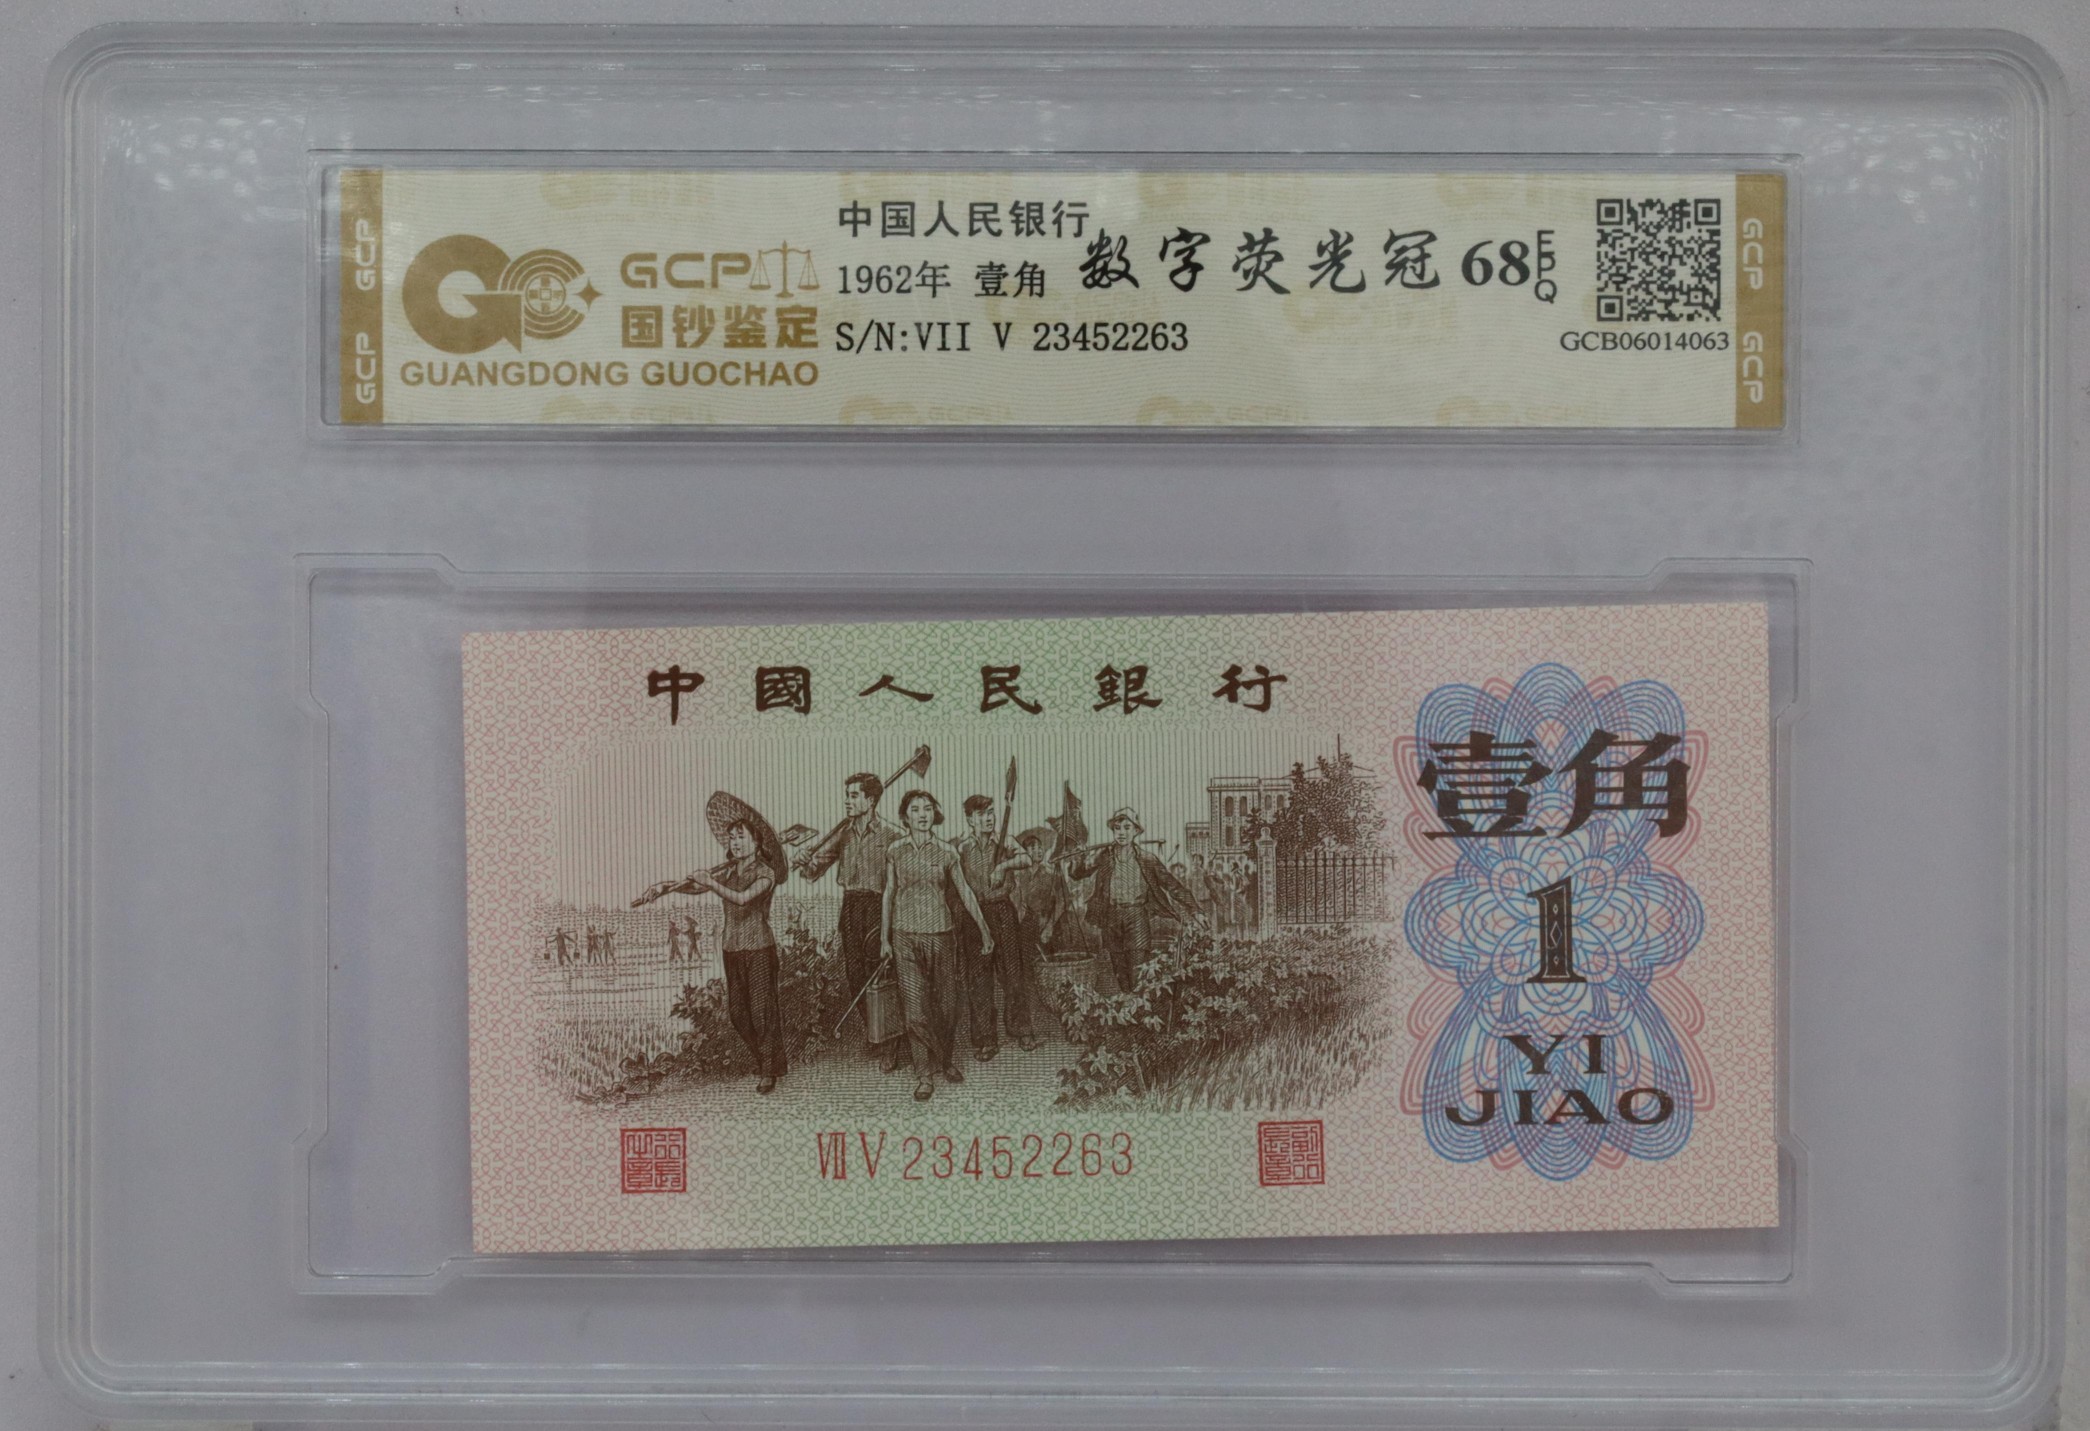 GCP
GCP
GCP
国钞鉴定
GUANGDONG GUOCHAO
中国人民银行
1962年 壹角
S/N:VII V 23452263
数字荧光冠 68 EPQ
GCB06014063
GCP
GCP
中國人民銀行
壹角
1
YI
JIAO
VII V 23452263